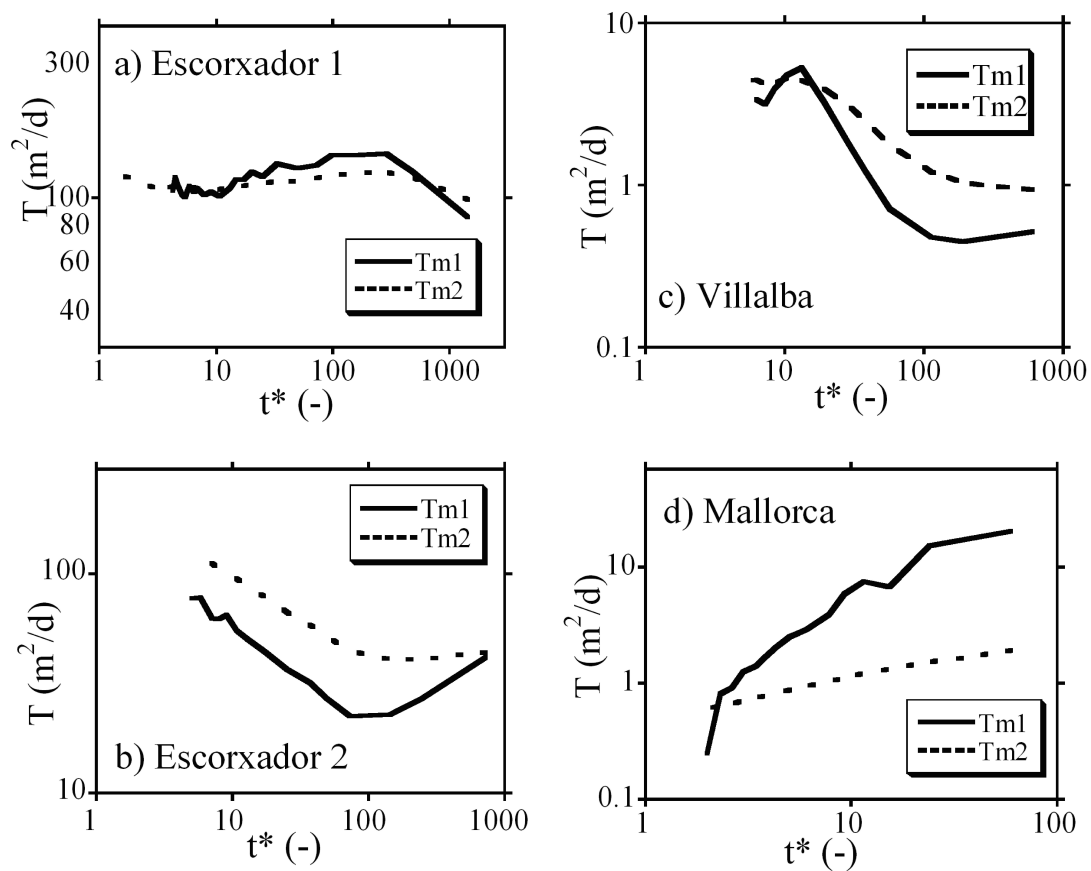 a) Escorxador 1
T (m²/d)
300
100
80
60
40
Tm1
Tm2
1
10
100
1000
t* (-)
c) Villalba
T (m²/d)
10
1
0.1
Tm1
Tm2
1
10
100
1000
t* (-)
b) Escorxador 2
T (m²/d)
100
10
Tm1
Tm2
1
10
100
1000
t* (-)
d) Mallorca
T (m²/d)
10
1
0.1
Tm1
Tm2
1
10
100
t* (-)